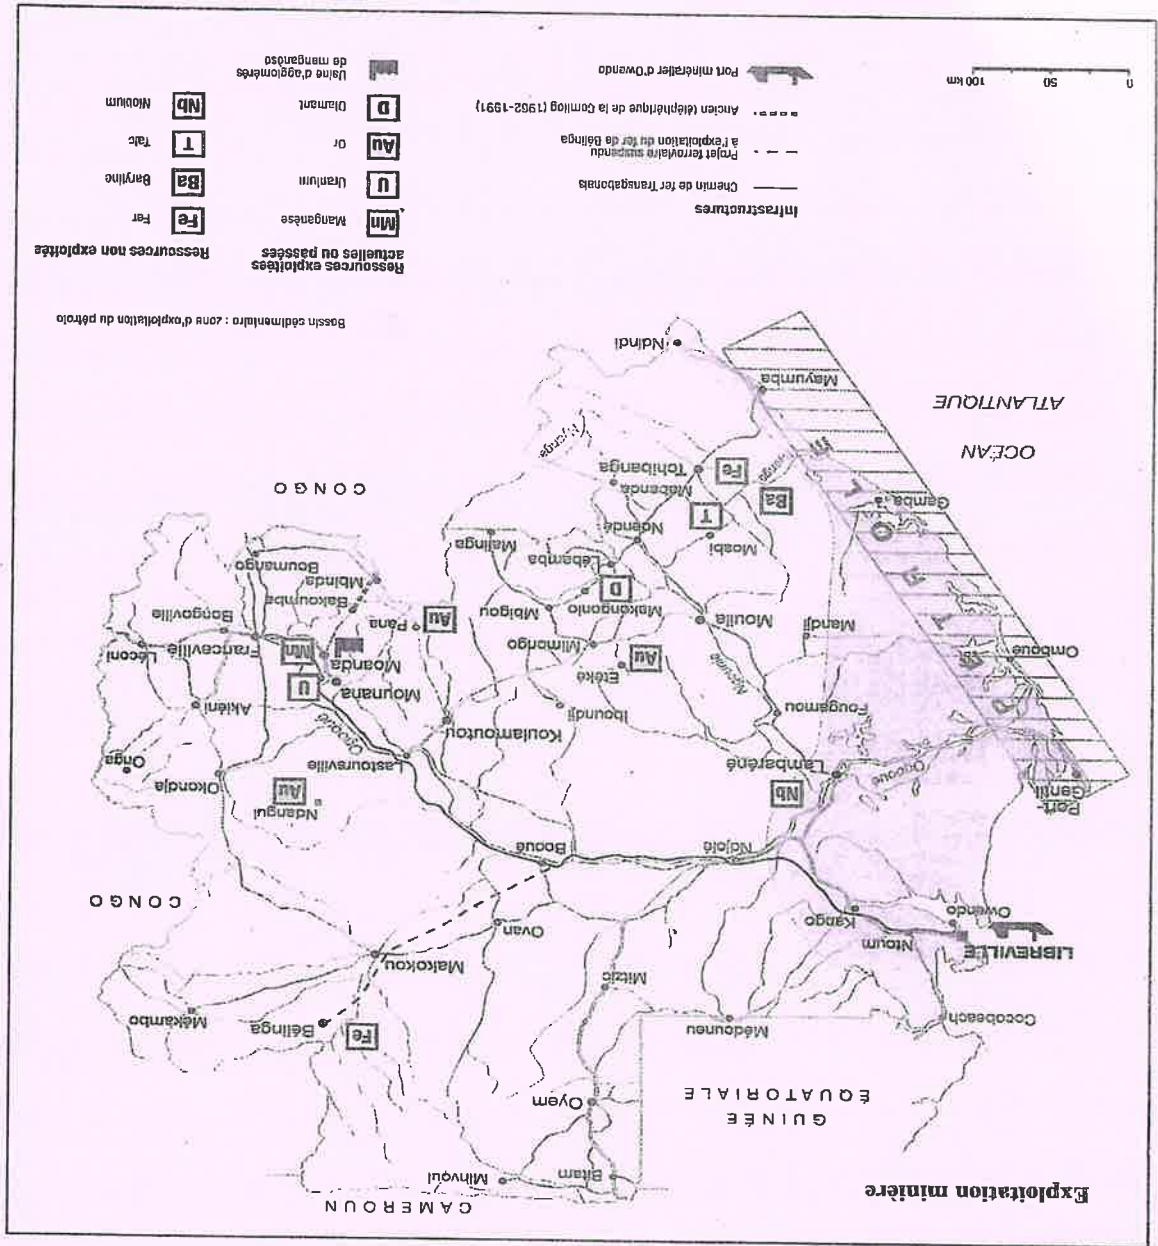 Exploitation minière
CAMEROUN
GUINÉE
ÉQUATORIALE
Bitam
Minvoul
Oyem
Cocobeach
Médouneu
Bélinga
Fe
Mékambo
Mitzic
Makokou
LIBREVILLE
Ntoum
Owendo
Kango
Ovan
CONGO
Ndjolé
Booué
Port-
Gentil
Nb
Ndangui
Au
Lambaréné
Ogooué
Lastoursville
Okondja
Onga
PETROLE
Fougamou
Koulamoutou
Ogooué
Akiéni
Iboundji
U
Mounana
Omboué
Etéké
Au
Moanda
Mn
Franceville
Léconi
Mandji
Mouila
Ngounié
Mimongo
Pana
Au
Bongoville
Makongonio
Mbigou
Bakoumba
D
Mbinda
Lébamba
Boumango
Moabi
Ndendé
Malinga
Gamba
T
Ba
Mabanda
CONGO
Fe
Tchibanga
Nyanga
Nyanga
OCÉAN
ATLANTIQUE
Mayumba
Ndindi
Bassin sédimentaire : zone d'exploitation du pétrole
Infrastructures
Chemin de fer Transgabonais
Projet ferroviaire suspendu
à l'exploitation du fer de Bélinga
Ancien téléphérique de la Comilog (1962-1991)
Port minéralier d'Owendo
Ressources exploitées
actuelles ou passées
Mn Manganèse
U Uranium
Au Or
D Diamant
Usine d'agglomérés
de manganèse
Ressources non exploitée
Fe Fer
Ba Barytine
T Talc
Nb Niobium
0 50 100 km